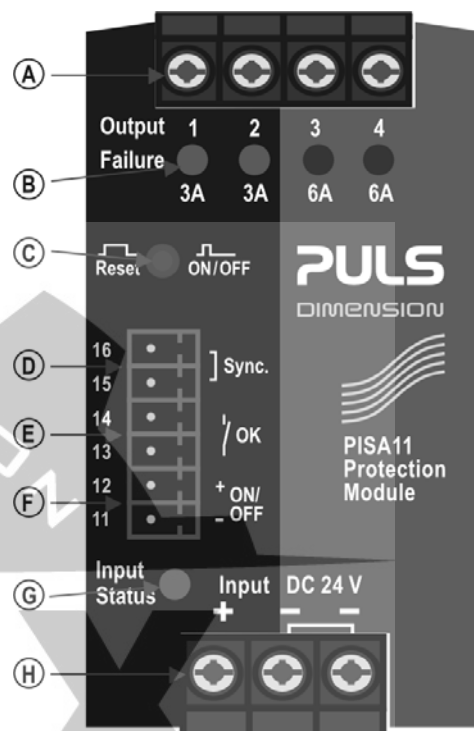 A
Output 1 2 3 4
Failure
B
3A 3A 6A 6A
C
Reset ON/OFF
PULS
DIMENSION
16
D
Sync.
15
14
E
OK
13
PISA11
Protection
Module
12
F
+ ON/
- OFF
11
Input
Status
G
Input DC 24 V
+ - -
H